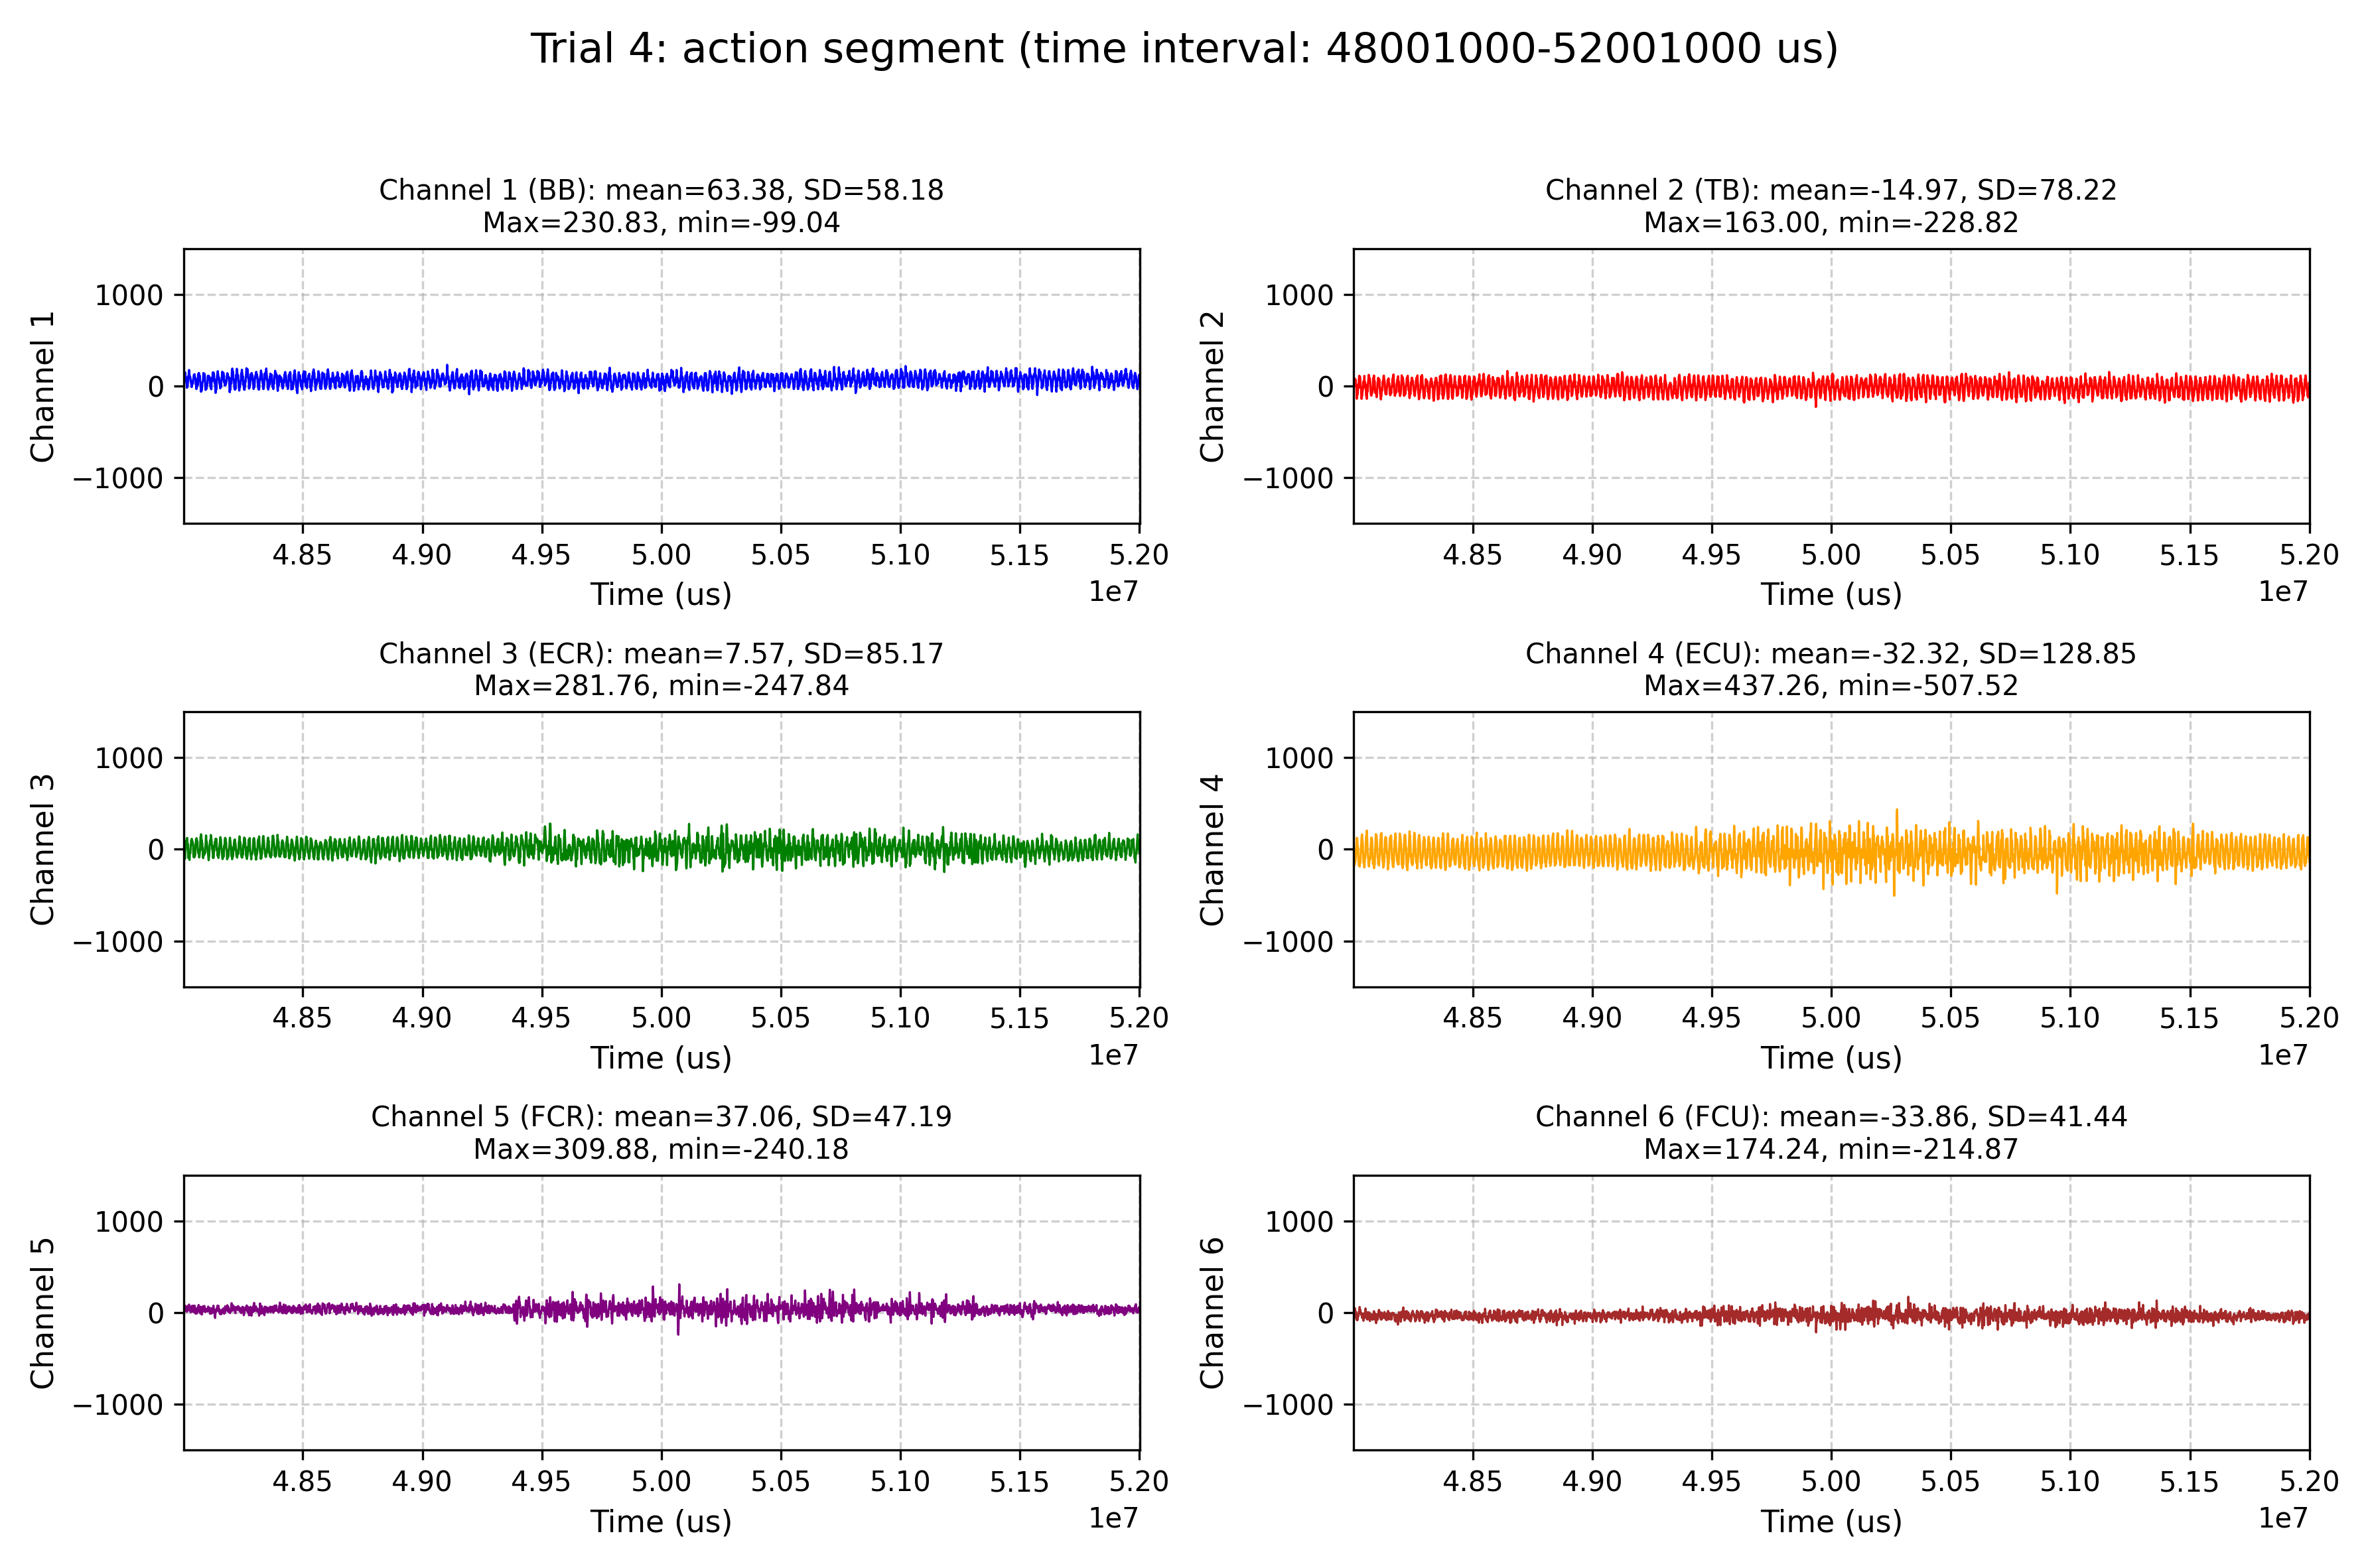 Trial 4: action segment (time interval: 48001000-52001000 us)
Channel 1 (BB): mean=63.38, SD=58.18
Max=230.83, min=-99.04
1000
0
−1000
Channel 1
4.85 4.90 4.95 5.00 5.05 5.10 5.15 5.20
Time (us)
1e7
Channel 2 (TB): mean=-14.97, SD=78.22
Max=163.00, min=-228.82
1000
0
−1000
Channel 2
4.85 4.90 4.95 5.00 5.05 5.10 5.15 5.20
Time (us)
1e7
Channel 3 (ECR): mean=7.57, SD=85.17
Max=281.76, min=-247.84
1000
0
−1000
Channel 3
4.85 4.90 4.95 5.00 5.05 5.10 5.15 5.20
Time (us)
1e7
Channel 4 (ECU): mean=-32.32, SD=128.85
Max=437.26, min=-507.52
1000
0
−1000
Channel 4
4.85 4.90 4.95 5.00 5.05 5.10 5.15 5.20
Time (us)
1e7
Channel 5 (FCR): mean=37.06, SD=47.19
Max=309.88, min=-240.18
1000
0
−1000
Channel 5
4.85 4.90 4.95 5.00 5.05 5.10 5.15 5.20
Time (us)
1e7
Channel 6 (FCU): mean=-33.86, SD=41.44
Max=174.24, min=-214.87
1000
0
−1000
Channel 6
4.85 4.90 4.95 5.00 5.05 5.10 5.15 5.20
Time (us)
1e7